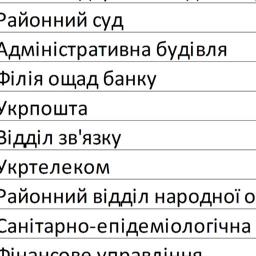 Районний суд
Адміністративна будівля
Філія ощад банку
Укрпошта
Відділ зв'язку
Укртелеком
Районний відділ народної о
Санітарно-епідеміологічна
Фінансове управління